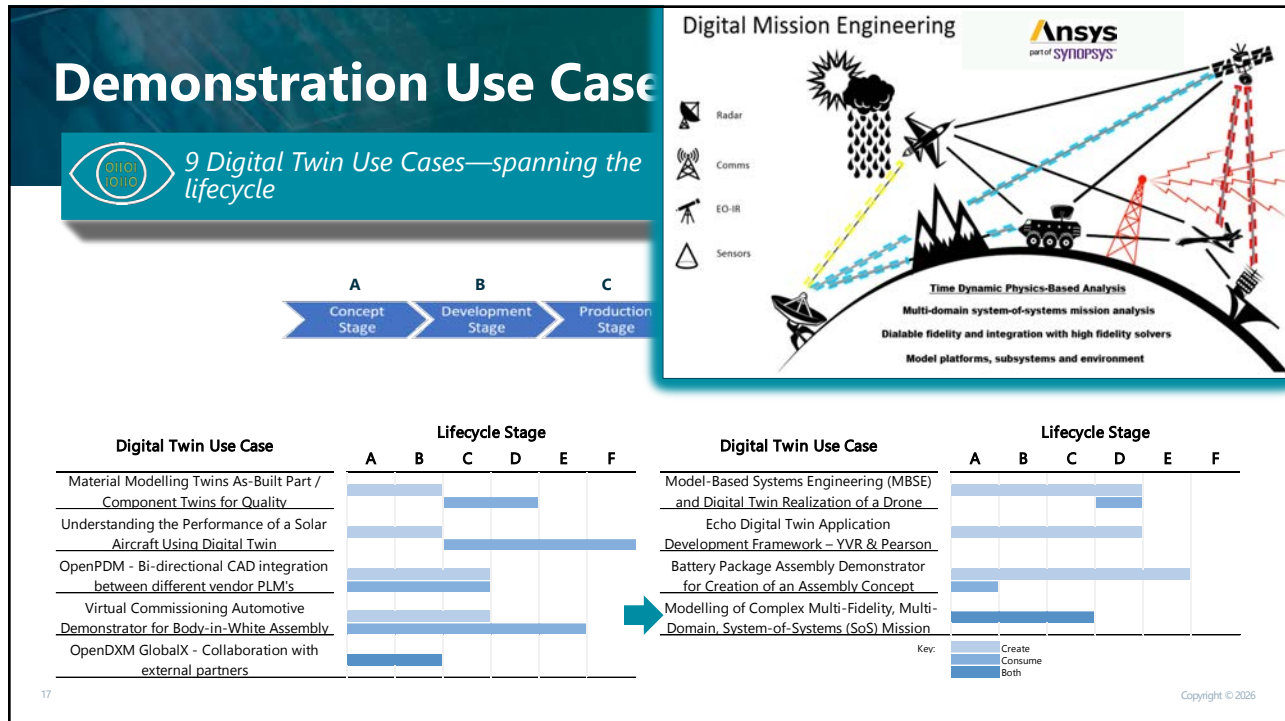 Demonstration Use Case
9 Digital Twin Use Cases—spanning the
lifecycle
01101
10110
Digital Mission Engineering
Ansys
part of SYNOPSYS™
Radar
Comms
EO-IR
Sensors
Time Dynamic Physics-Based Analysis
Multi-domain system-of-systems mission analysis
Dialable fidelity and integration with high fidelity solvers
Model platforms, subsystems and environment
A
B
C
Concept
Stage
Development
Stage
Production
Stage
Digital Twin Use Case
Lifecycle Stage
A B C D E F
Material Modelling Twins As-Built Part /
Component Twins for Quality
Understanding the Performance of a Solar
Aircraft Using Digital Twin
OpenPDM - Bi-directional CAD integration
between different vendor PLM's
Virtual Commissioning Automotive
Demonstrator for Body-in-White Assembly
OpenDXM GlobalX - Collaboration with
external partners
Digital Twin Use Case
Lifecycle Stage
A B C D E F
Model-Based Systems Engineering (MBSE)
and Digital Twin Realization of a Drone
Echo Digital Twin Application
Development Framework – YVR & Pearson
Battery Package Assembly Demonstrator
for Creation of an Assembly Concept
Modelling of Complex Multi-Fidelity, Multi-
Domain, System-of-Systems (SoS) Mission
Key:
Create
Consume
Both
17
Copyright © 2026